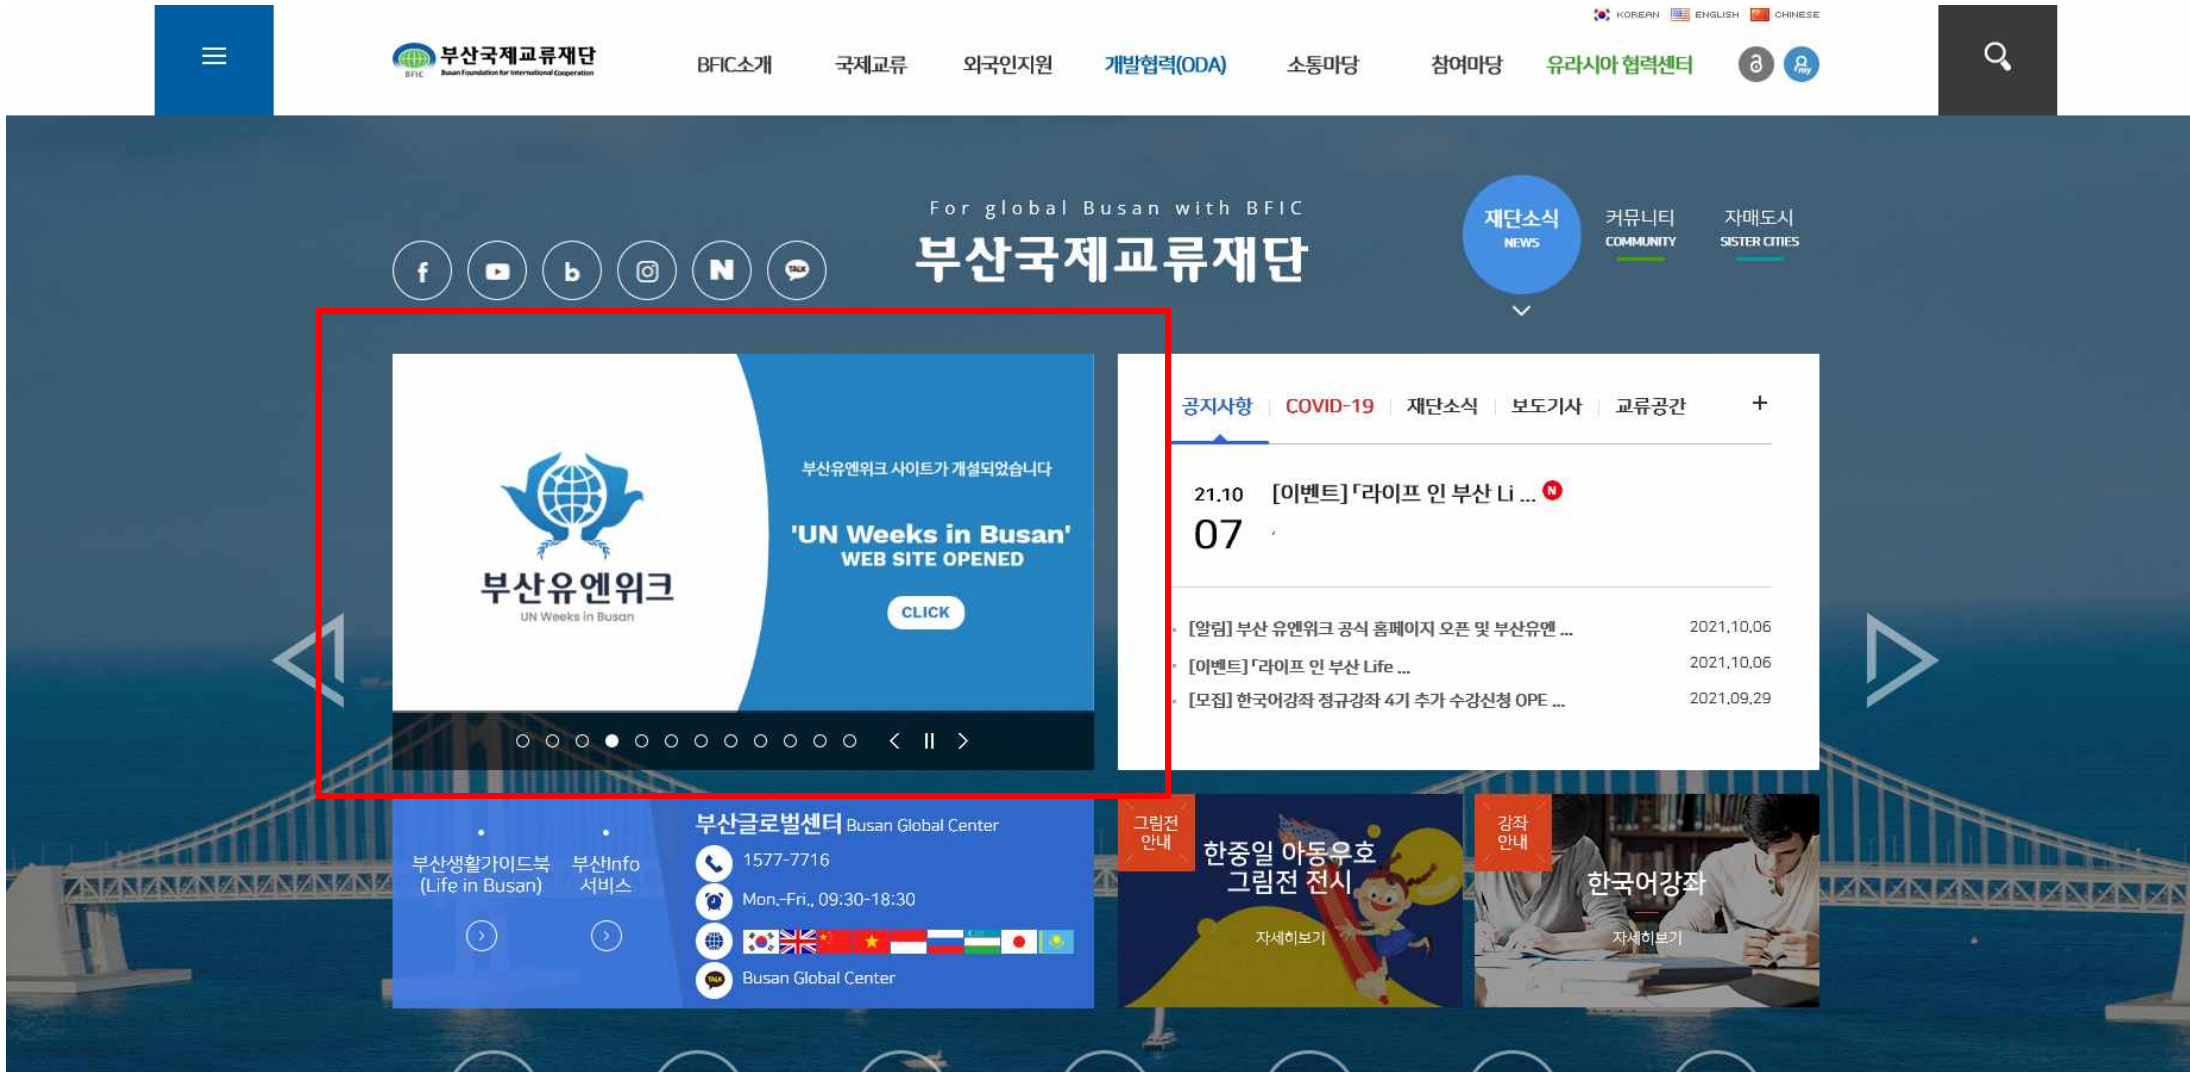 KOREAN ENGLISH CHINESE
부산국제교류재단
BFIC Busan Foundation for International Cooperation
BFIC소개 국제교류 외국인지원 개발협력(ODA) 소통마당 참여마당 유라시아 협력센터
my
For global Busan with BFIC
부산국제교류재단
재단소식 커뮤니티 자매도시
NEWS COMMUNITY SISTER CITIES
f b N TALK
부산유엔위크
UN Weeks in Busan
부산유엔위크 사이트가 개설되었습니다
'UN Weeks in Busan'
WEB SITE OPENED
CLICK
공지사항 COVID-19 재단소식 보도기사 교류공간 +
21.10
07
[이벤트]「라이프 인 부산 Li ... N
,
[알림] 부산 유엔위크 공식 홈페이지 오픈 및 부산유엔 ... 2021.10.06
[이벤트]「라이프 인 부산 Life ... 2021.10.06
[모집] 한국어강좌 정규강좌 4기 추가 수강신청 OPE ... 2021.09.29
부산생활가이드북
(Life in Busan)
부산Info
서비스
부산글로벌센터 Busan Global Center
1577-7716
Mon.-Fri., 09:30-18:30
TALK Busan Global Center
그림전
안내
한중일 아동우호
그림전 전시
자세히보기
강좌
안내
한국어강좌
자세히보기